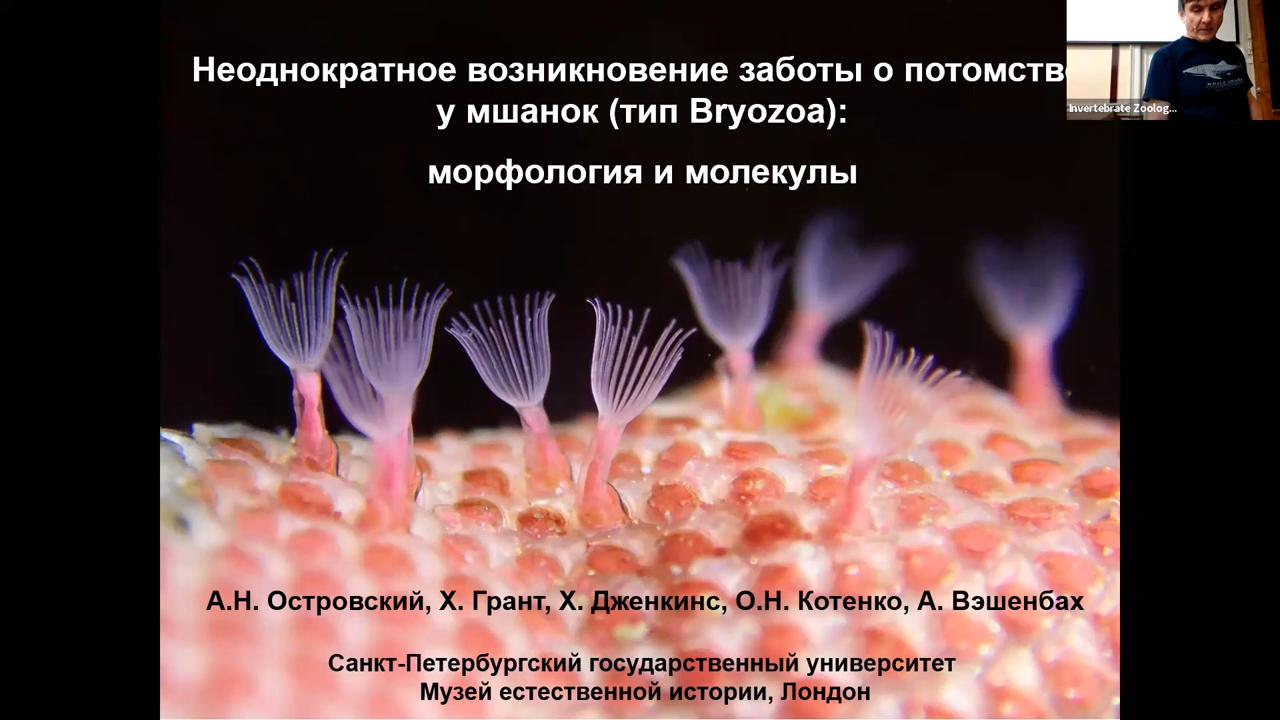 Неоднократное возникновение заботы о потомстве
у мшанок (тип Bryozoa):
морфология и молекулы
Invertebrate Zoolog...
А.Н. Островский, Х. Грант, Х. Дженкинс, О.Н. Котенко, А. Вэшенбах
Санкт-Петербургский государственный университет
Музей естественной истории, Лондон